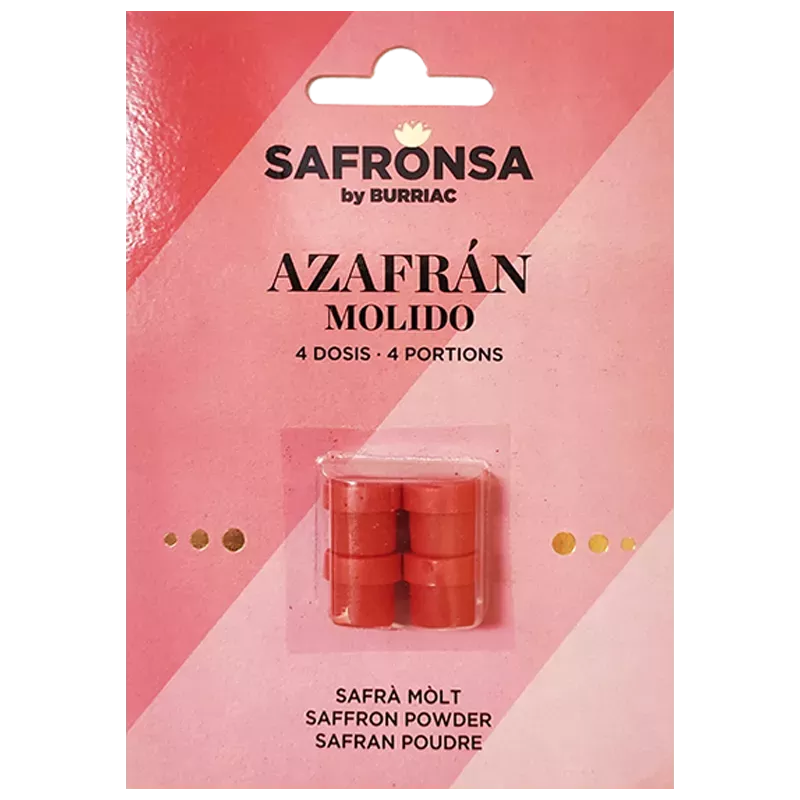 SAFRONSA
by BURRIAC
AZAFRÁN
MOLIDO
4 DOSIS · 4 PORTIONS
SAFRÀ MÒLT
SAFFRON POWDER
SAFRAN POUDRE